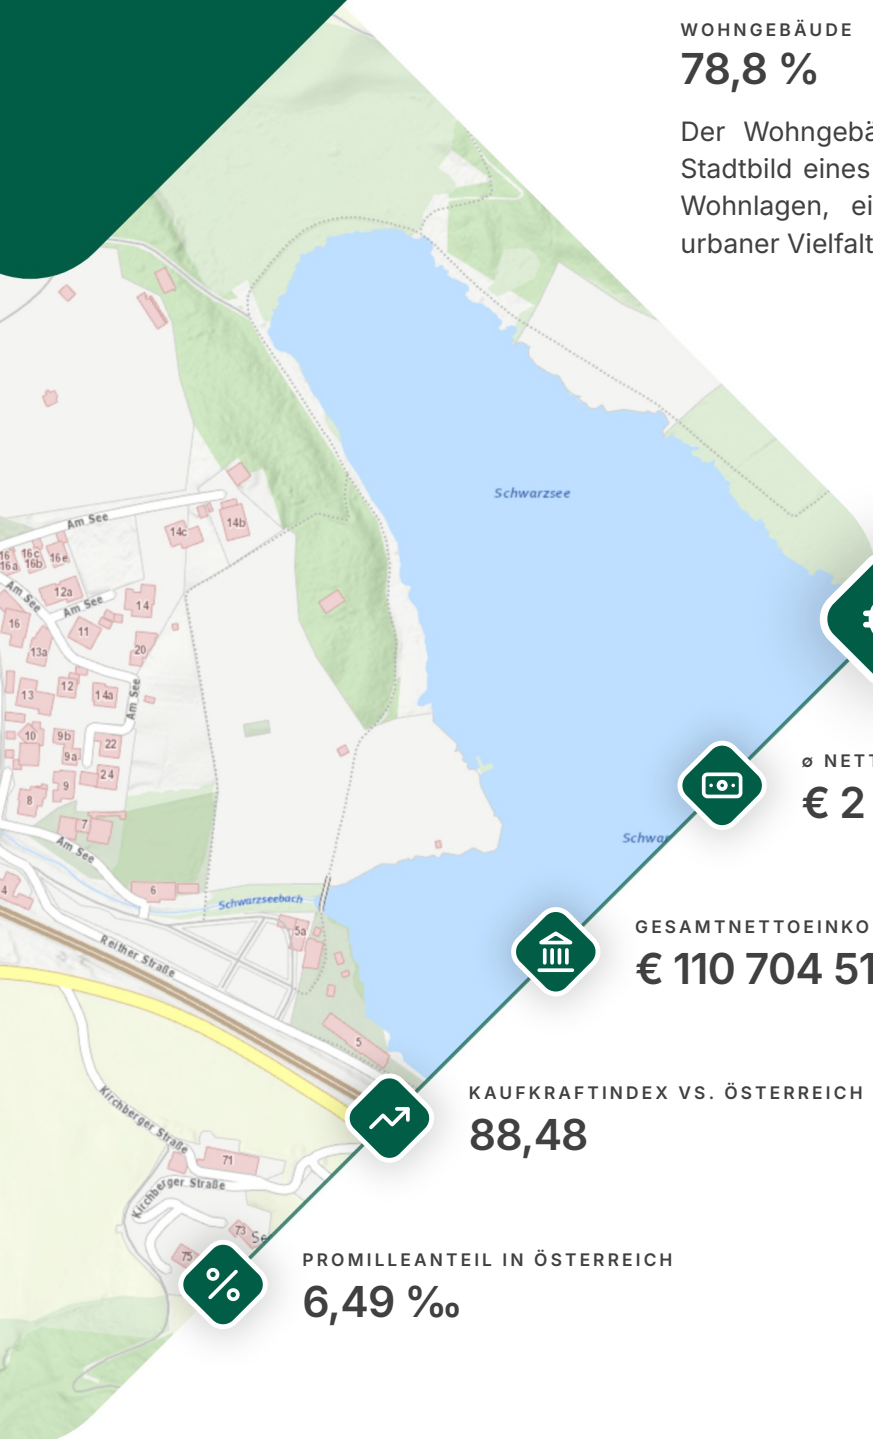 WOHNGEBÄUDE
78,8 %
Der Wohngebä
Stadtbild eines
Wohnlagen, ei
urbaner Vielfalt
Schwarzsee
Am See
14c
14b
16
16c
16e
16a
16b
Am See
12a
Am See
14
16
11
13a
20
13
12
14a
Am See
10
9b
9a
22
24
9
8
7
Am See
6
4
Schwarzseebach
5a
Reither Straße
5
Schwar
ø NETT
€ 2
GESAMTNETTOEINKO
€ 110 704 51
KAUFKRAFTINDEX VS. ÖSTERREICH
88,48
Kirchberger Straße
71
Kirchberger Straße
73
Se
75
%
PROMILLEANTEIL IN ÖSTERREICH
6,49 ‰